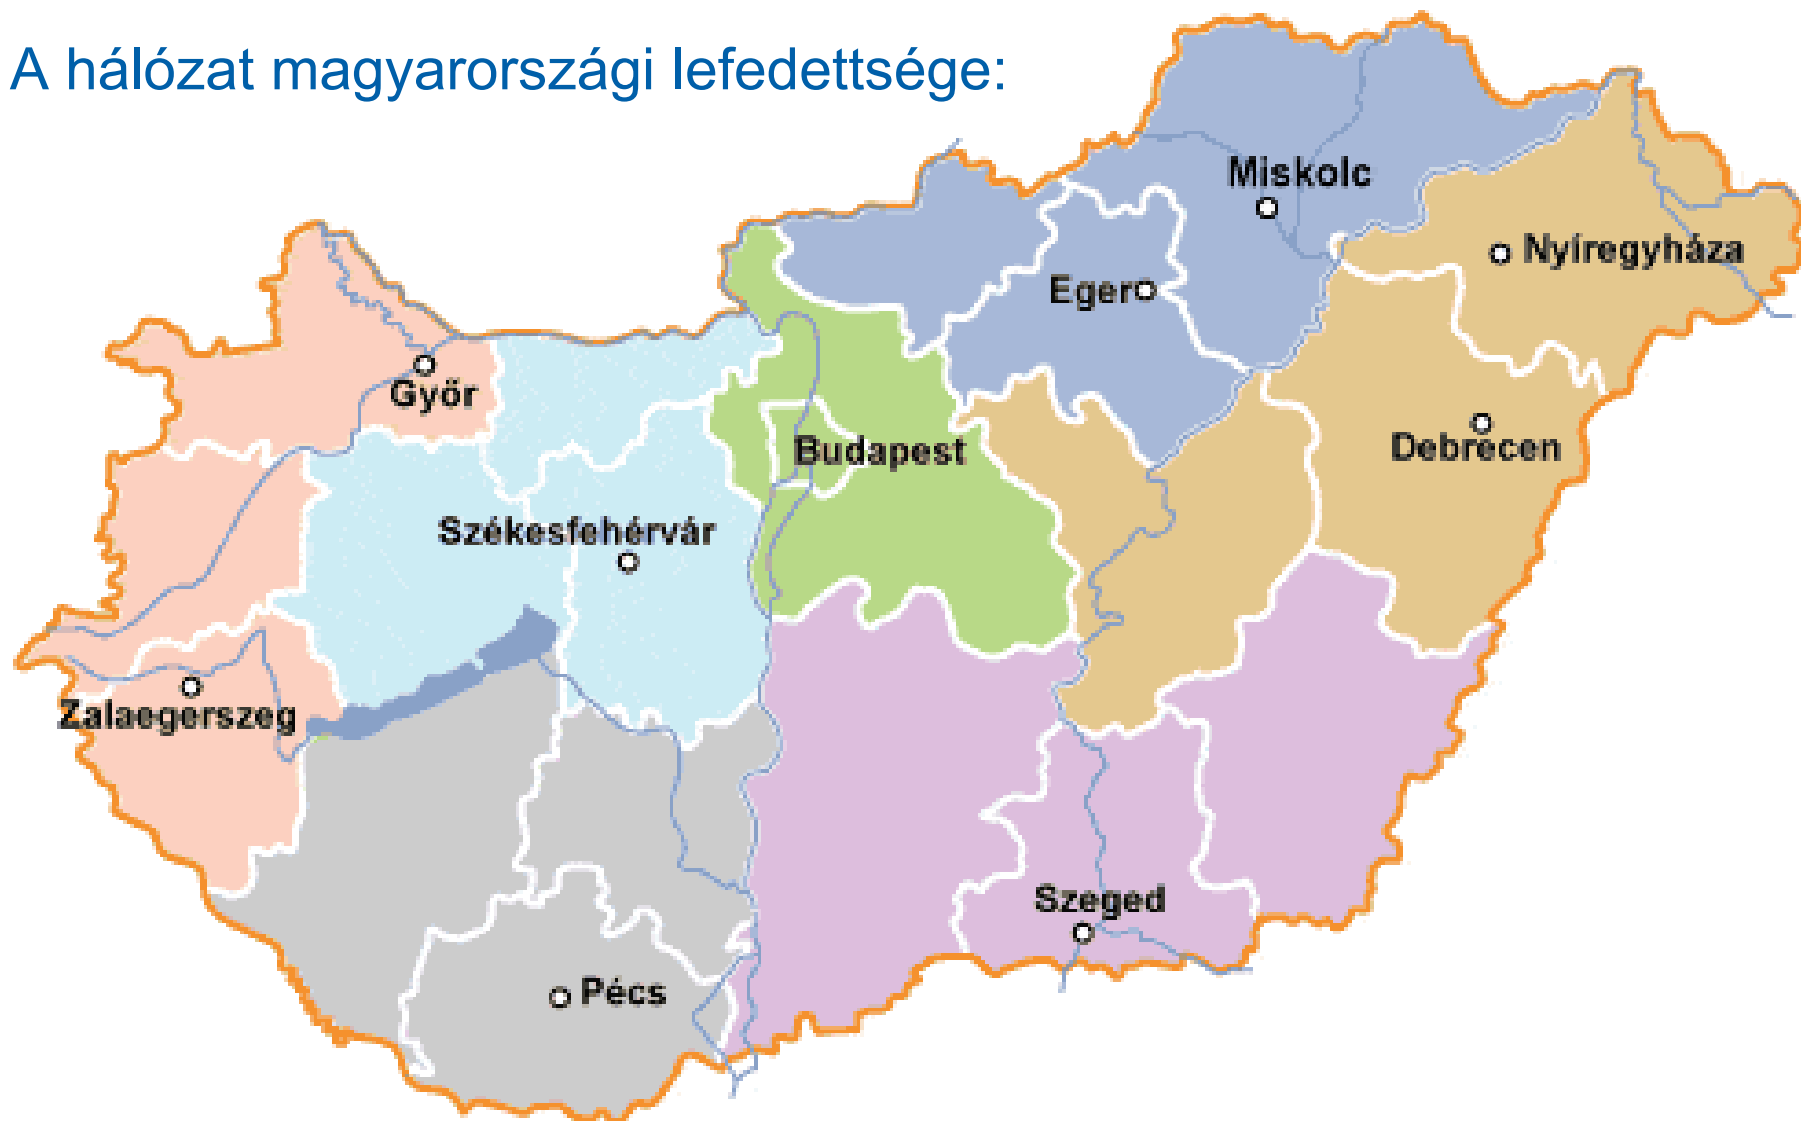 A hálózat magyarországi lefedettsége:
Miskolc
Nyíregyháza
Eger
Győr
Budapest
Debrecen
Székesfehérvár
Zalaegerszeg
Szeged
Pécs